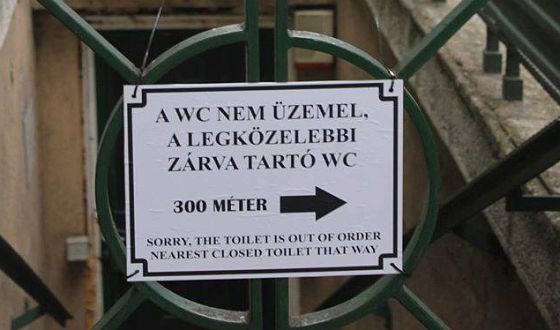 A WC NEM ÜZEMEL,
A LEGKÖZELEBBI
ZÁRVA TARTÓ WC
300 MÉTER
SORRY, THE TOILET IS OUT OF ORDER
NEAREST CLOSED TOILET THAT WAY